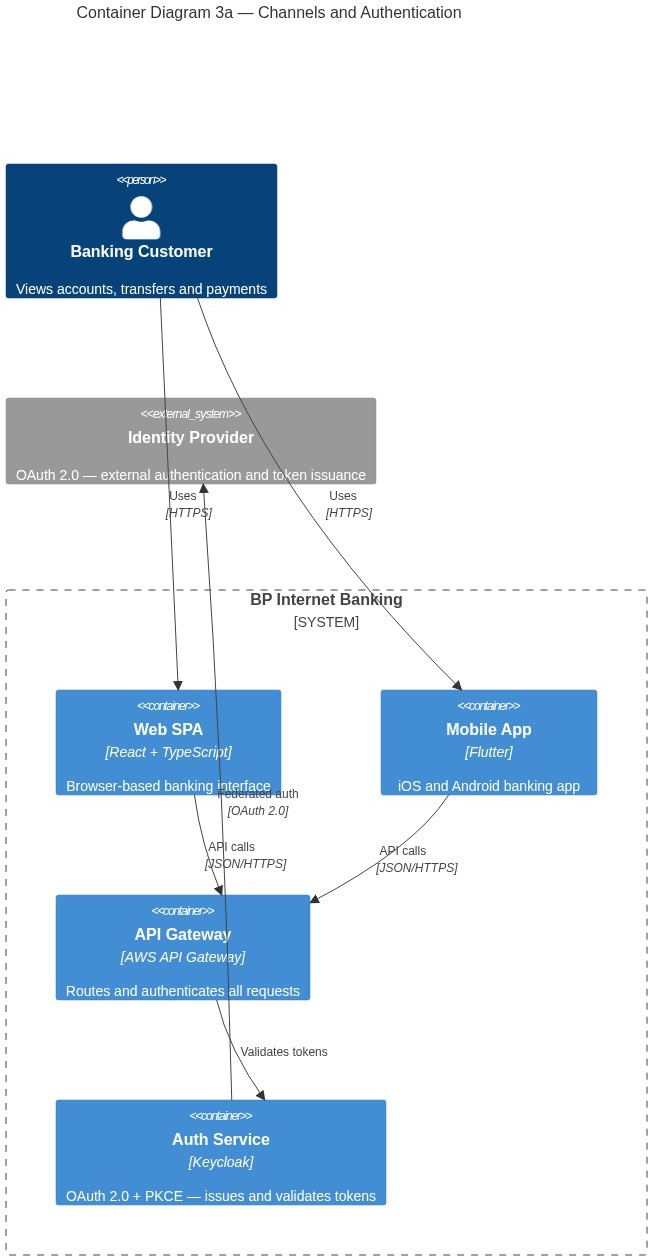 Container Diagram 3a — Channels and Authentication
<<person>>
Banking Customer
Views accounts, transfers and payments
<<external_system>>
Identity Provider
OAuth 2.0 — external authentication and token issuance
Uses
[HTTPS]
Uses
[HTTPS]
BP Internet Banking
[SYSTEM]
<<container>>
Web SPA
[React + TypeScript]
Browser-based banking interface
<<container>>
Mobile App
[Flutter]
iOS and Android banking app
Federated auth
[OAuth 2.0]
API calls
[JSON/HTTPS]
API calls
[JSON/HTTPS]
<<container>>
API Gateway
[AWS API Gateway]
Routes and authenticates all requests
Validates tokens
<<container>>
Auth Service
[Keycloak]
OAuth 2.0 + PKCE — issues and validates tokens